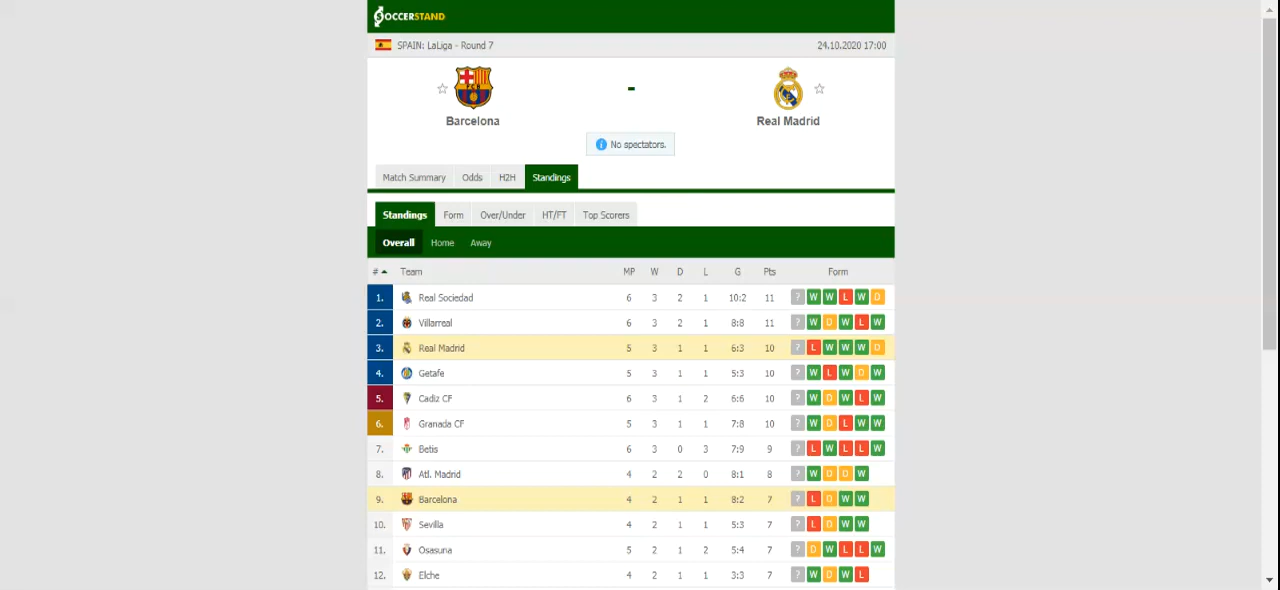 SOCCERSTAND
SPAIN: LaLiga - Round 7 24.10.2020 17:00
Barcelona - Real Madrid
No spectators.
Match Summary Odds H2H Standings
Standings Form Over/Under HT/FT Top Scorers
Overall Home Away
# Team MP W D L G Pts Form
1. Real Sociedad 6 3 2 1 10:2 11 ? W W L W D
2. Villarreal 6 3 2 1 8:8 11 ? W D W L W
3. Real Madrid 5 3 1 1 6:3 10 ? L W W W D
4. Getafe 5 3 1 1 5:3 10 ? W L W D W
5. Cadiz CF 6 3 1 2 6:6 10 ? W D W L W
6. Granada CF 5 3 1 1 7:8 10 ? W D L W W
7. Betis 6 3 0 3 7:9 9 ? L W L L W
8. Atl. Madrid 4 2 2 0 8:1 8 ? W D D W
9. Barcelona 4 2 1 1 8:2 7 ? L D W W
10. Sevilla 4 2 1 1 5:3 7 ? L D W W
11. Osasuna 5 2 1 2 5:4 7 ? D W L L W
12. Elche 4 2 1 1 3:3 7 ? W D W L